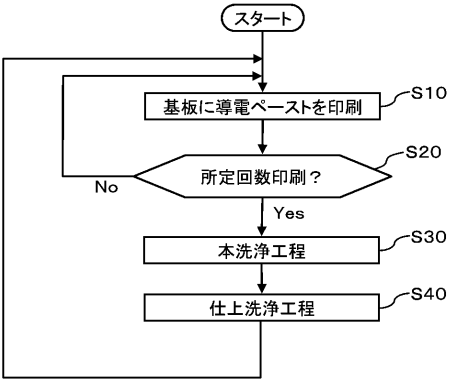 スタート
基板に導電ペーストを印刷
S10
所定回数印刷？
S20
No
Yes
本洗浄工程
S30
仕上洗浄工程
S40